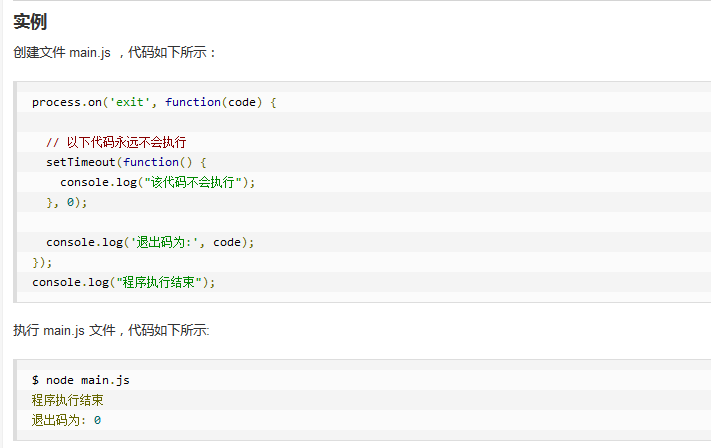 实例
创建文件 main.js ，代码如下所示：
process.on('exit', function(code) {
// 以下代码永远不会执行
setTimeout(function() {
console.log("该代码不会执行");
}, 0);
console.log('退出码为:', code);
});
console.log("程序执行结束");
执行 main.js 文件，代码如下所示:
$ node main.js
程序执行结束
退出码为: 0